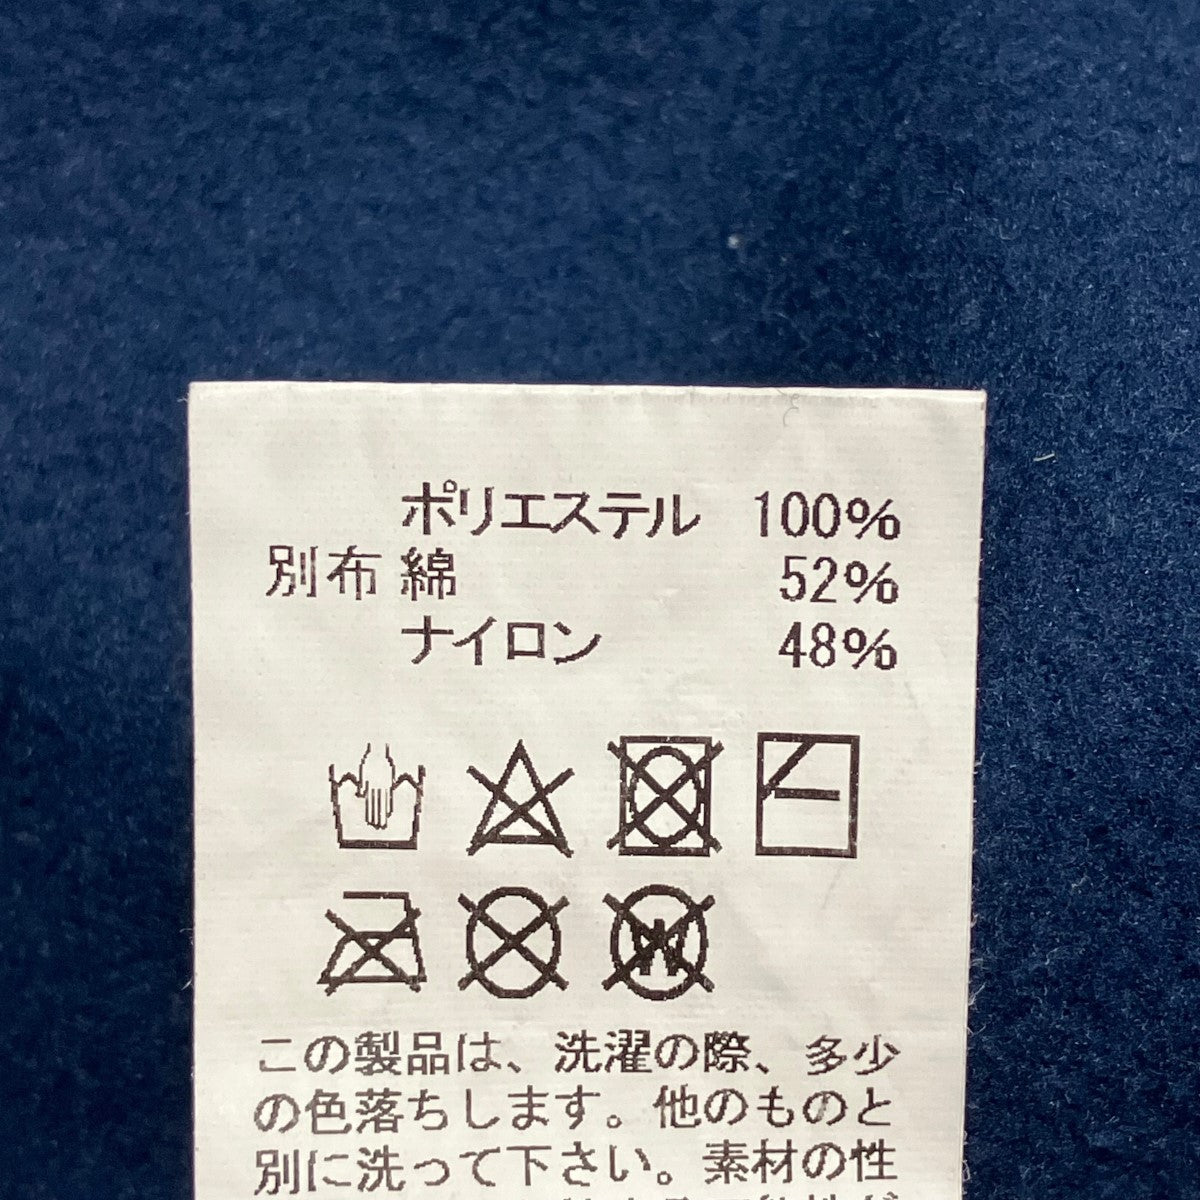 ポリエステル 100%
別布 綿 52%
ナイロン 48%
W
この製品は、洗濯の際、多少
の色落ちします。他のものと
別に洗って下さい。素材の性